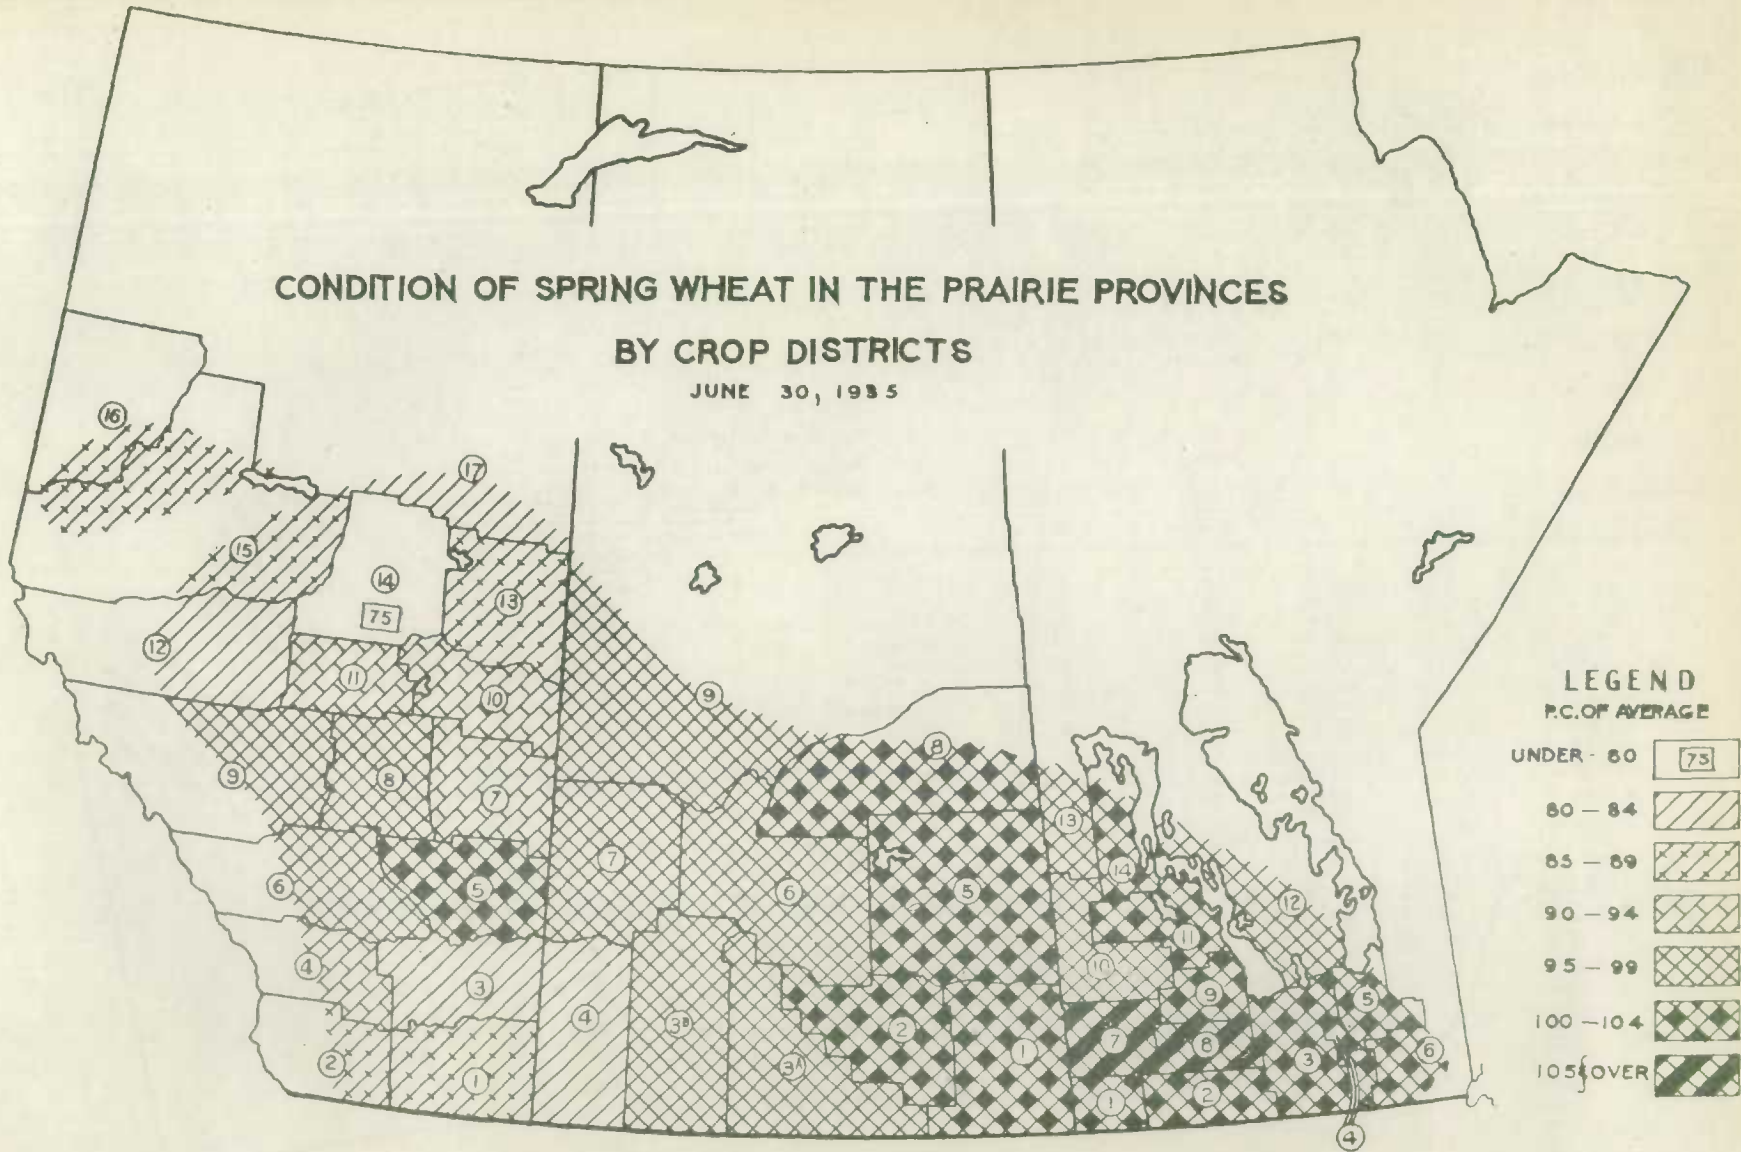 CONDITION OF SPRING WHEAT IN THE PRAIRIE PROVINCES
BY CROP DISTRICTS
JUNE 30, 1935
16
17
15
14
75
13
12
11
10
9
9
8
7
6
5
4
3
2
1
8
7
6
5
4
3B
3A
2
1
13
14
12
11
10
9
8
7
6
5
4
3
2
1
LEGEND
P.C.OF AVERAGE
UNDER - 80
75
80 — 84
85 — 89
90 — 94
95 — 99
100 — 104
105 & OVER